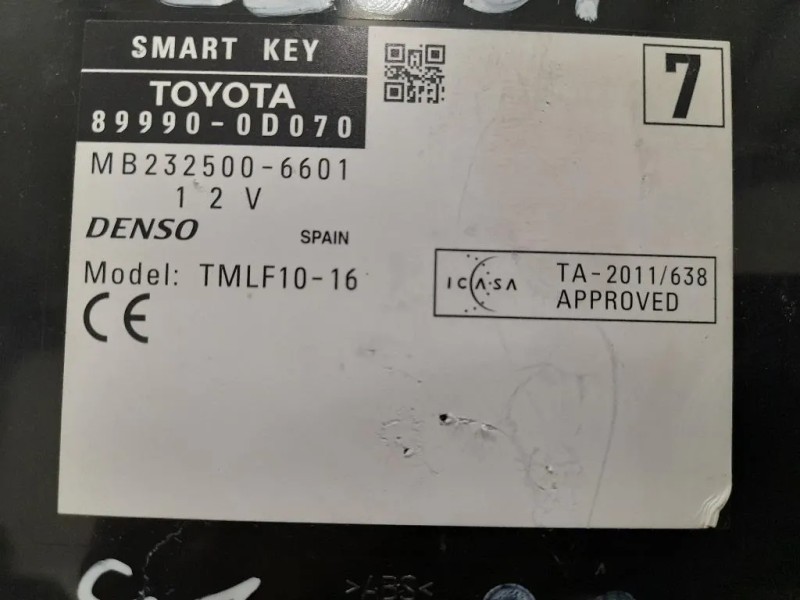 SMART KEY
7
TOYOTA
89990-0D070
MB232500-6601
12V
DENSO SPAIN
Model: TMLF10-16
ICASA TA-2011/638
APPROVED
CE
>ABS<